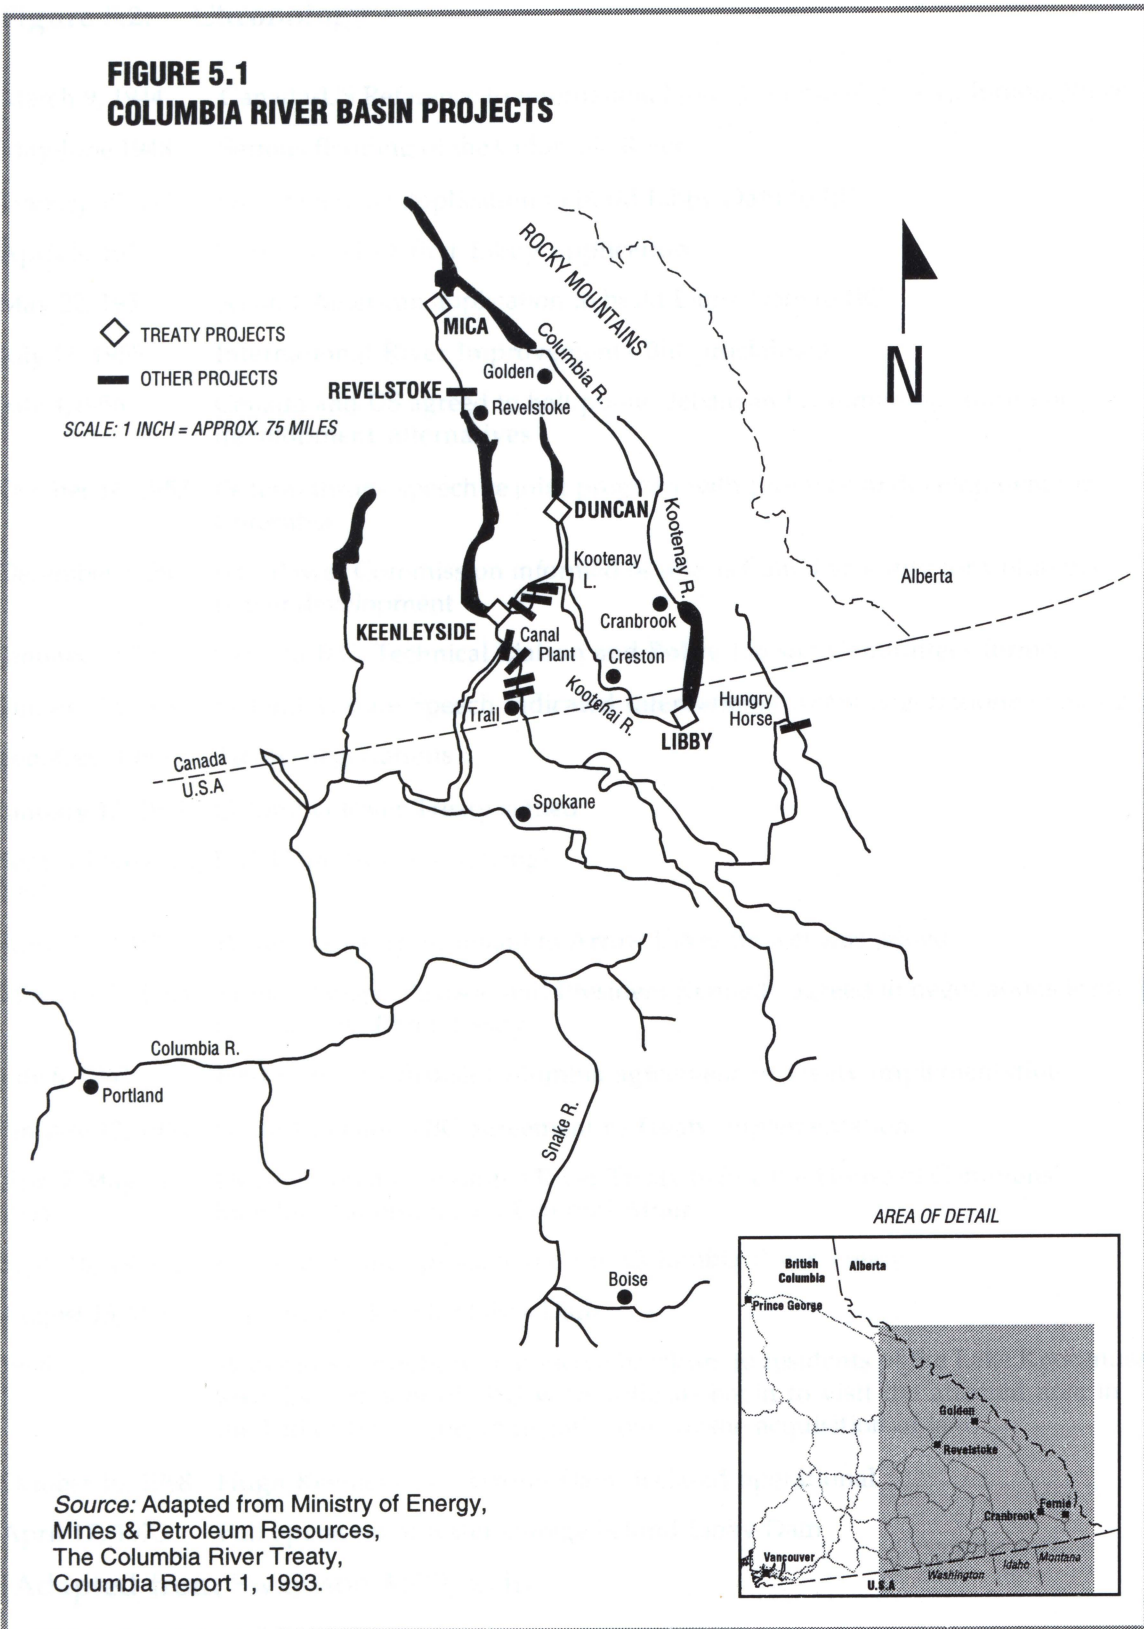 FIGURE 5.1
COLUMBIA RIVER BASIN PROJECTS
ROCKY MOUNTAINS
N
TREATY PROJECTS
OTHER PROJECTS
SCALE: 1 INCH = APPROX. 75 MILES
MICA
Columbia R.
Golden
REVELSTOKE
Revelstoke
DUNCAN
Kootenay R.
Kootenay
L.
Alberta
Cranbrook
KEENLEYSIDE
Canal
Plant
Creston
Kootenai R.
Trail
Hungry
Horse
LIBBY
Canada
U.S.A
Spokane
Columbia R.
Portland
Snake R.
Boise
AREA OF DETAIL
British
Columbia
Alberta
Prince George
Golden
Revelstoke
Fernie
Cranbrook
Vancouver
Washington
Idaho
Montana
U.S.A
Source: Adapted from Ministry of Energy,
Mines & Petroleum Resources,
The Columbia River Treaty,
Columbia Report 1, 1993.